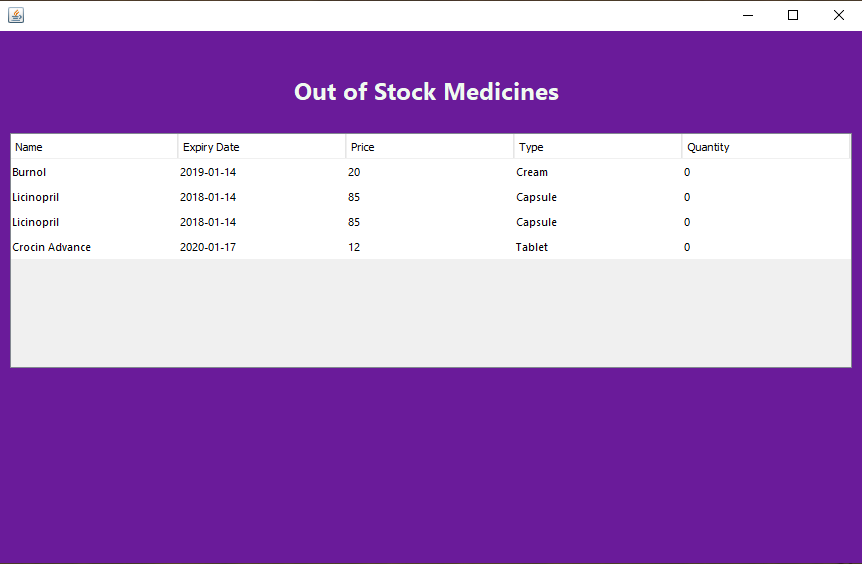 Out of Stock Medicines
Name Expiry Date Price Type Quantity
Burnol 2019-01-14 20 Cream 0
Licinopril 2018-01-14 85 Capsule 0
Licinopril 2018-01-14 85 Capsule 0
Crocin Advance 2020-01-17 12 Tablet 0